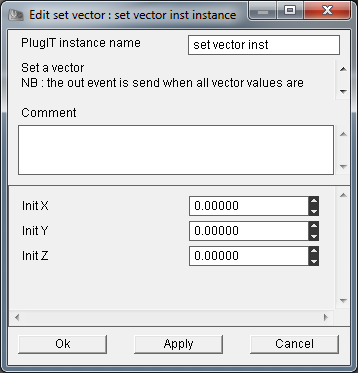 Edit set vector : set vector inst instance
PlugIT instance name set vector inst
Set a vector
NB : the out event is send when all vector values are
Comment
Init X 0.00000
Init Y 0.00000
Init Z 0.00000
Ok Apply Cancel